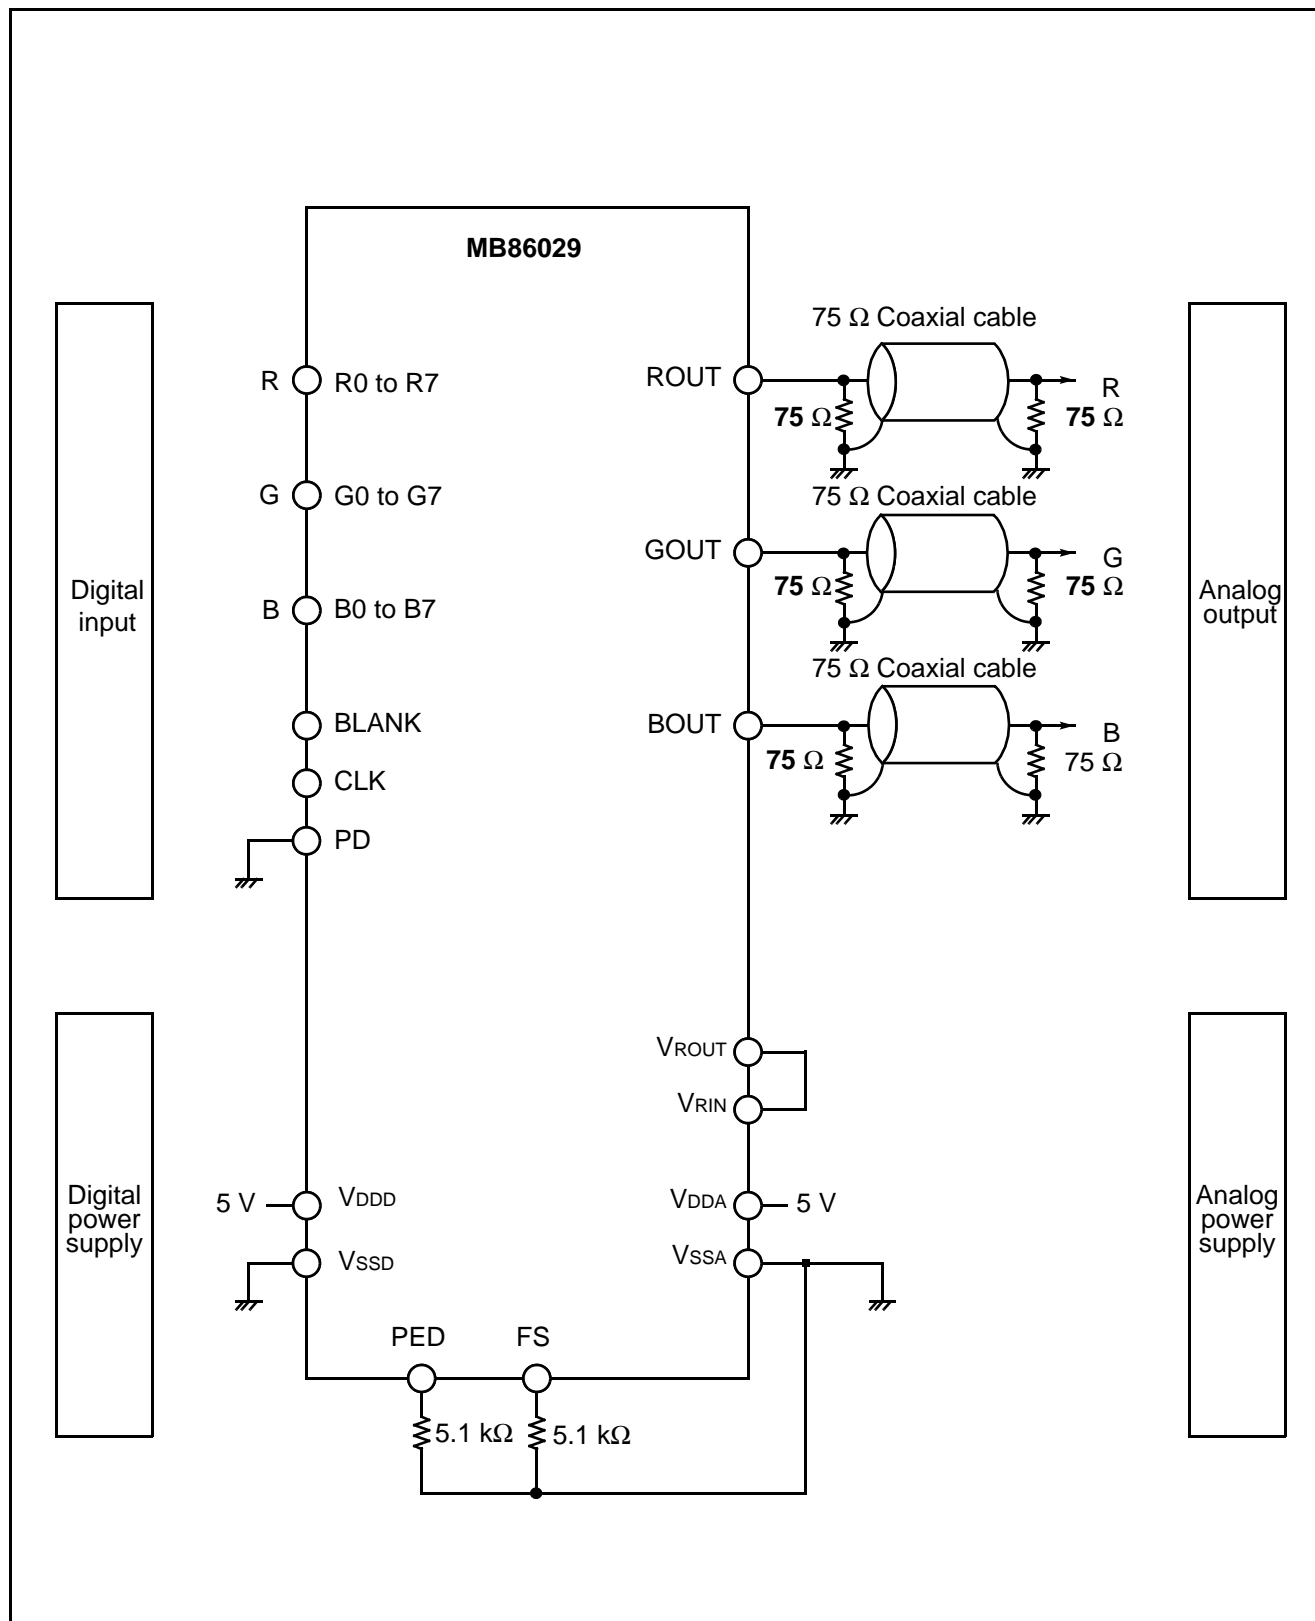 MB86029
75 Ω Coaxial cable
R R0 to R7 ROUT R
75 Ω 75 Ω
75 Ω Coaxial cable
G G0 to G7
GOUT G
75 Ω 75 Ω
Digital
input
Analog
output
B B0 to B7
75 Ω Coaxial cable
BLANK BOUT B
75 Ω 75 Ω
CLK
PD
VROUT
VRIN
Digital
power
supply
5 V VDDD VDDA 5 V
VSSD VSSA
Analog
power
supply
PED FS
5.1 kΩ 5.1 kΩ